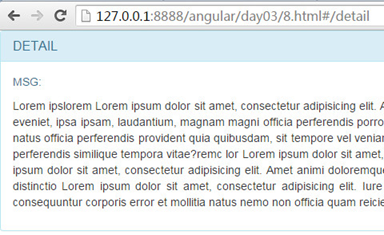 127.0.0.1:8888/angular/day03/8.html#/detail
DETAIL
MSG:
Lorem ipslorem Lorem ipsum dolor sit amet, consectetur adipisicing elit. A
eveniet, ipsa ipsam, laudantium, magnam magni officia perferendis porro
natus officia perferendis provident quia quibusdam, sit tempore vel veniam
perferendis similique tempora vitae?remc lor Lorem ipsum dolor sit amet,
ipsum dolor sit amet, consectetur adipisicing elit. Amet animi doloremque
distinctio Lorem ipsum dolor sit amet, consectetur adipisicing elit. Iure
consequuntur corporis error et mollitia natus nemo non officia quam reicie